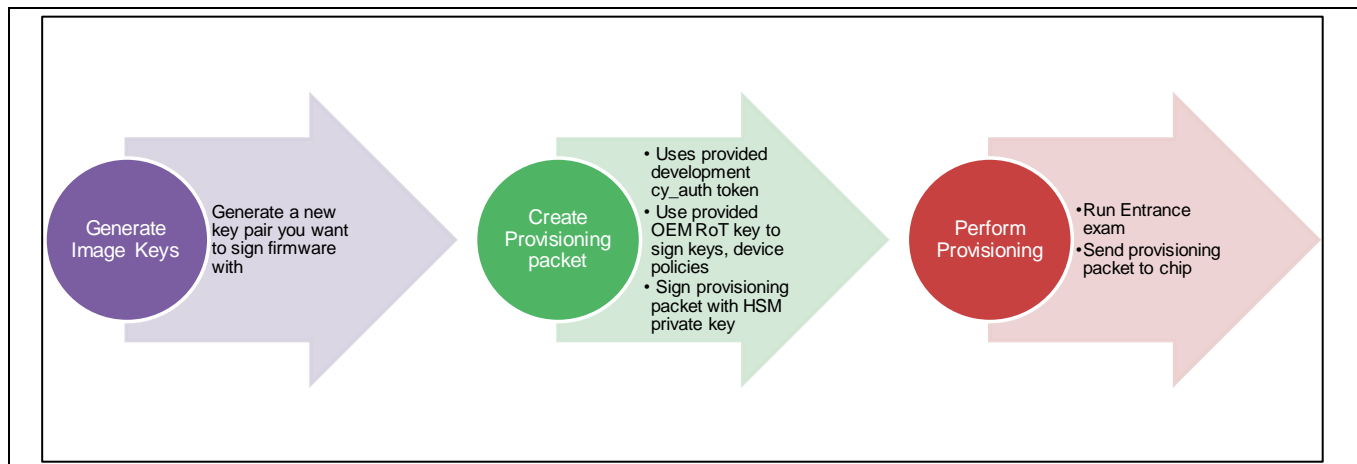 Generate
Image Keys
Generate a new
key pair you want
to sign firmware
with
Create
Provisioning
packet
• Uses provided
development
cy_auth token
• Use provided
OEM RoT key to
sign keys, device
policies
• Sign provisioning
packet with HSM
private key
Perform
Provisioning
•Run Entrance
exam
•Send provisioning
packet to chip